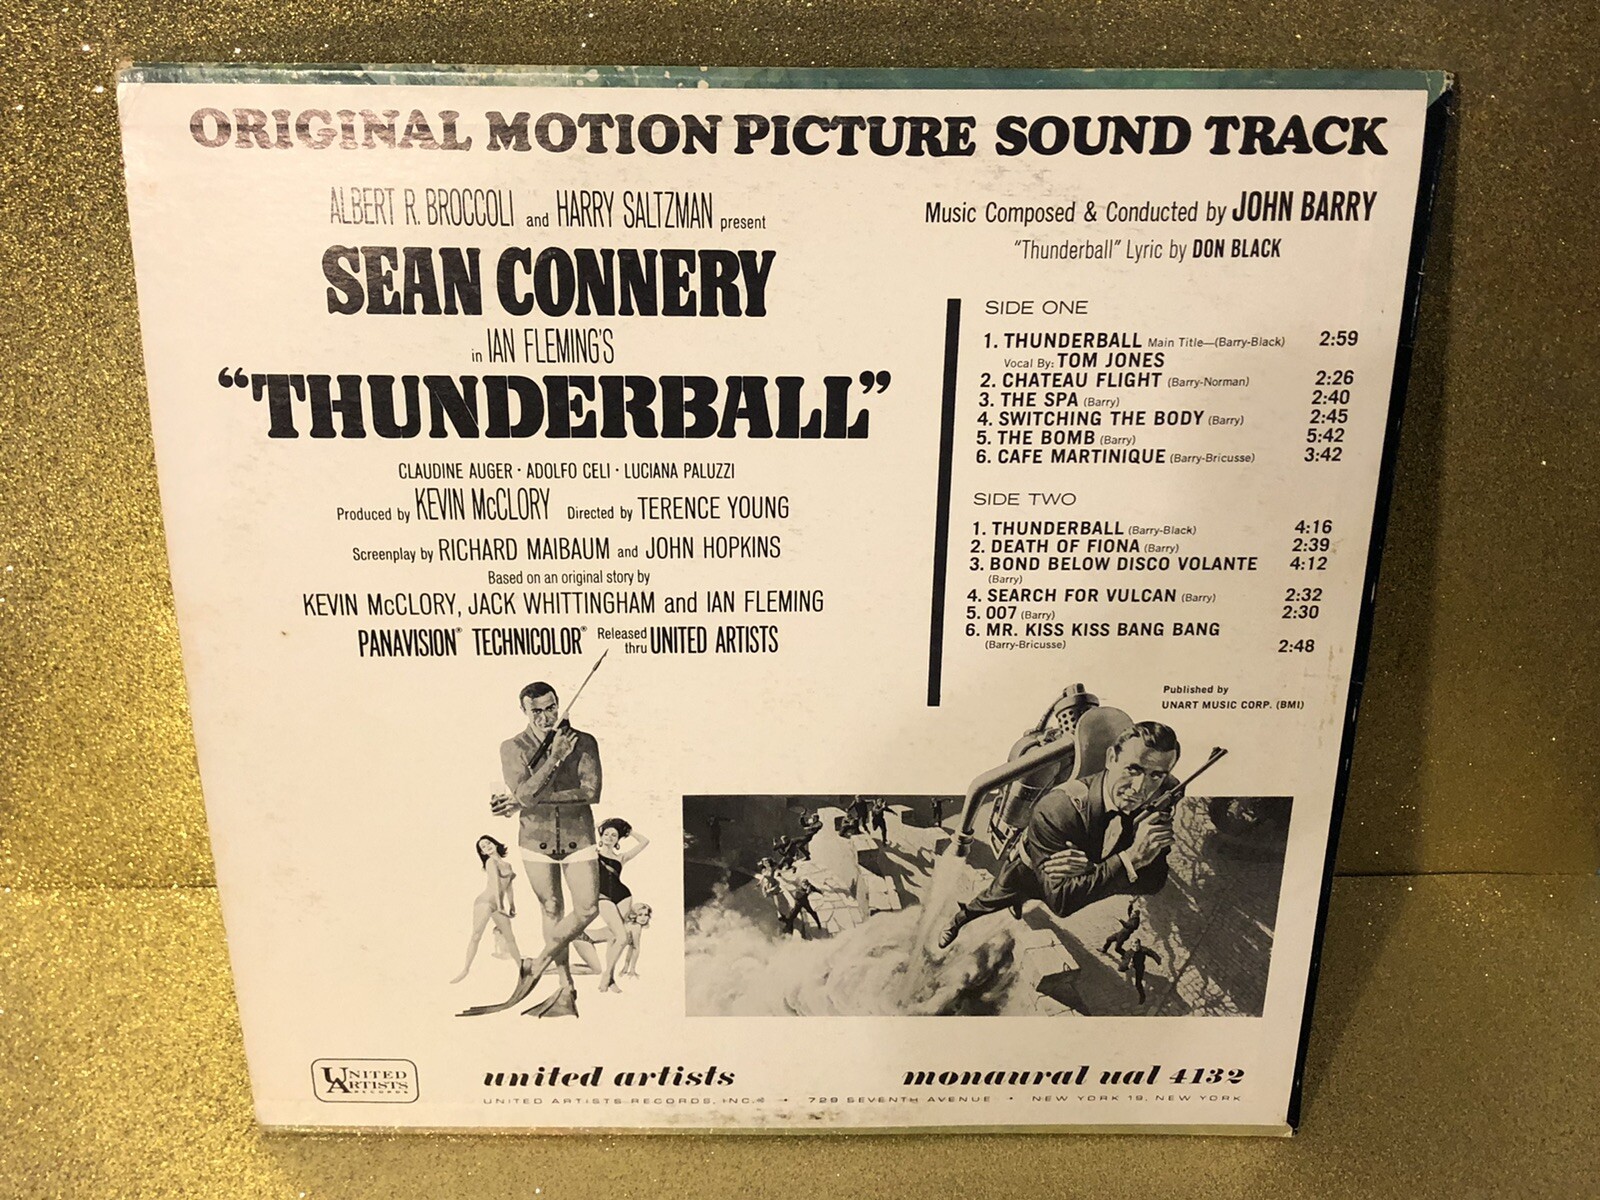 ORIGINAL MOTION PICTURE SOUND TRACK
ALBERT R. BROCCOLI and HARRY SALTZMAN present
SEAN CONNERY
in IAN FLEMING'S
“THUNDERBALL”
CLAUDINE AUGER · ADOLFO CELI · LUCIANA PALUZZI
Produced by KEVIN McCLORY Directed by TERENCE YOUNG
Screenplay by RICHARD MAIBAUM and JOHN HOPKINS
Based on an original story by
KEVIN McCLORY, JACK WHITTINGHAM and IAN FLEMING
PANAVISION® TECHNICOLOR® Released thru UNITED ARTISTS
Music Composed & Conducted by JOHN BARRY
“Thunderball” Lyric by DON BLACK
SIDE ONE
1. THUNDERBALL Main Title—(Barry-Black) 2:59
Vocal By: TOM JONES
2. CHATEAU FLIGHT (Barry-Norman) 2:26
3. THE SPA (Barry) 2:40
4. SWITCHING THE BODY (Barry) 2:45
5. THE BOMB (Barry) 5:42
6. CAFE MARTINIQUE (Barry-Bricusse) 3:42
SIDE TWO
1. THUNDERBALL (Barry-Black) 4:16
2. DEATH OF FIONA (Barry) 2:39
3. BOND BELOW DISCO VOLANTE 4:12
(Barry)
4. SEARCH FOR VULCAN (Barry) 2:32
5. 007 (Barry) 2:30
6. MR. KISS KISS BANG BANG
(Barry-Bricusse) 2:48
Published by
UNART MUSIC CORP. (BMI)
UNITED
ARTISTS
RECORDS
united artists
monaural ual 4132
UNITED ARTISTS RECORDS, INC. • 729 SEVENTH AVENUE • NEW YORK 19, NEW YORK